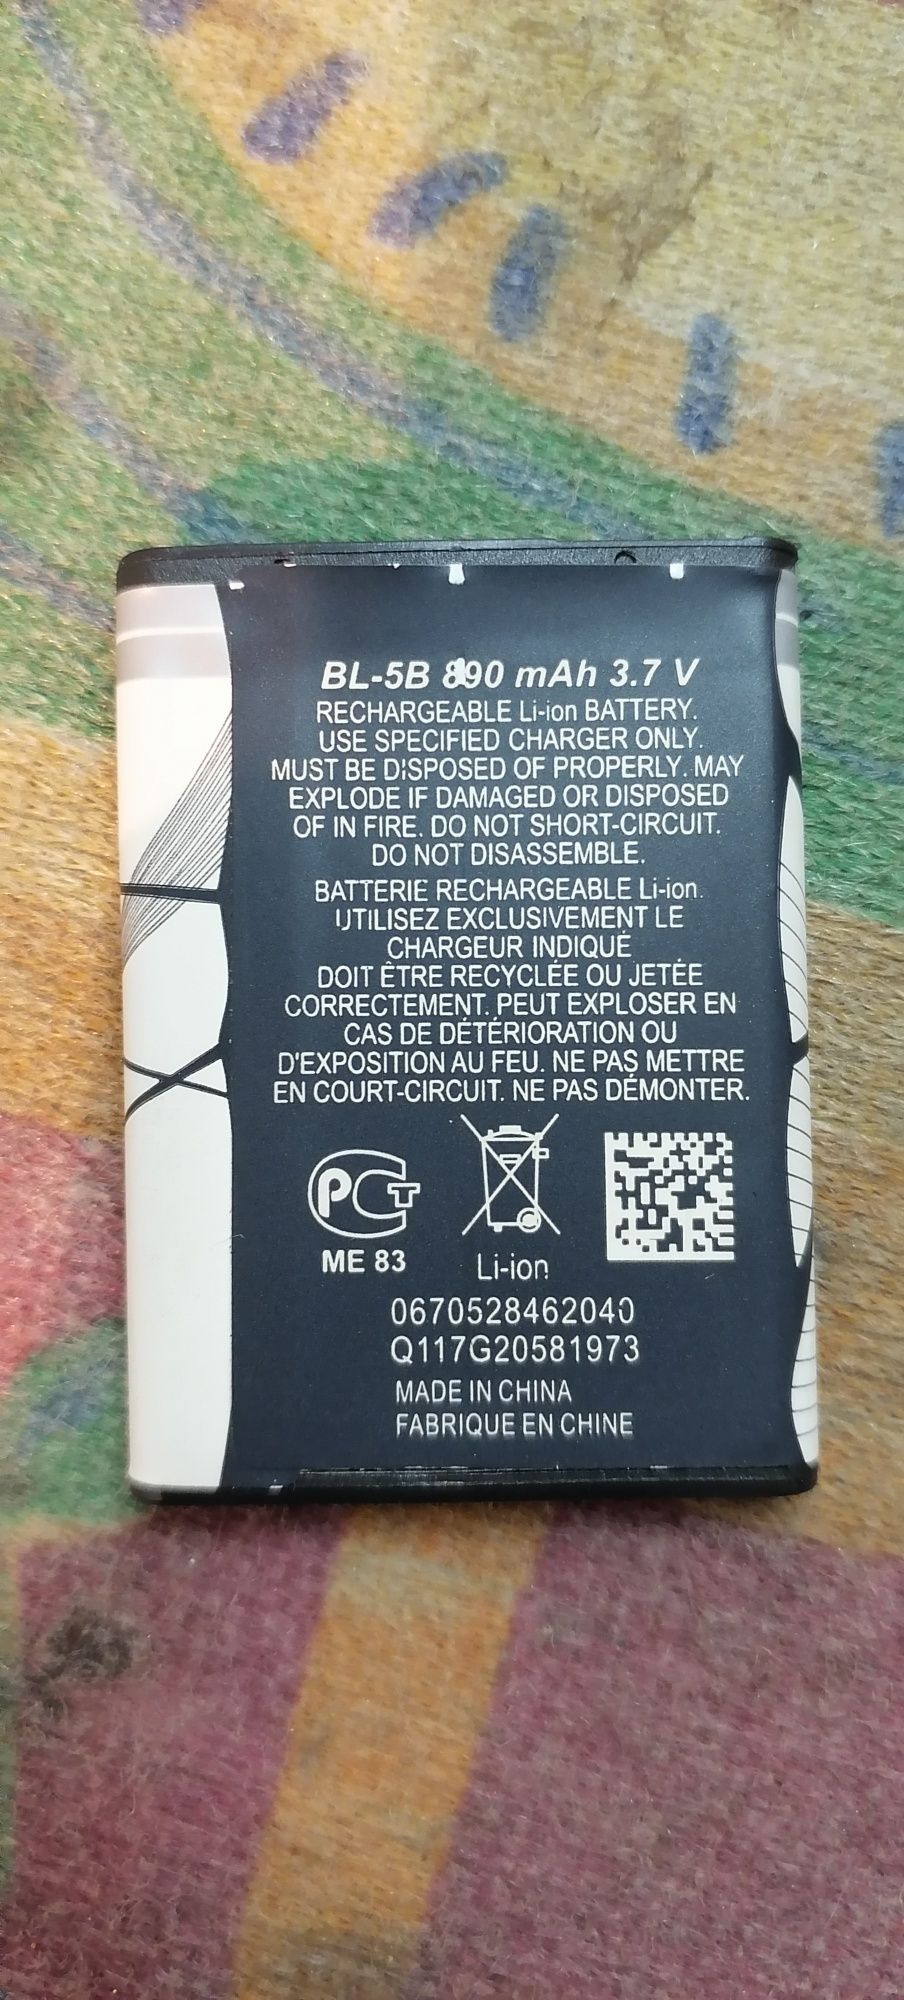 BL-5B 890 mAh 3.7 V
RECHARGEABLE Li-ion BATTERY.
USE SPECIFIED CHARGER ONLY.
MUST BE DISPOSED OF PROPERLY. MAY
EXPLODE IF DAMAGED OR DISPOSED
OF IN FIRE. DO NOT SHORT-CIRCUIT.
DO NOT DISASSEMBLE.
BATTERIE RECHARGEABLE Li-ion.
UTILISEZ EXCLUSIVEMENT LE
CHARGEUR INDIQUÉ
DOIT ÊTRE RECYCLÉE OU JETÉE
CORRECTEMENT. PEUT EXPLOSER EN
CAS DE DÉTÉRIORATION OU
D'EXPOSITION AU FEU. NE PAS METTRE
EN COURT-CIRCUIT. NE PAS DÉMONTER.
PCT
ME 83
Li-ion
0670528462040
Q117G20581973
MADE IN CHINA
FABRIQUE EN CHINE